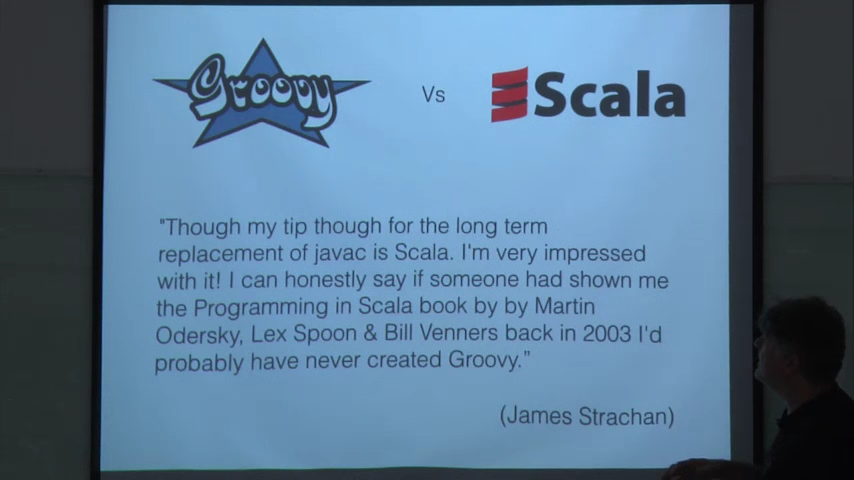 Groovy Vs Scala
"Though my tip though for the long term
replacement of javac is Scala. I'm very impressed
with it! I can honestly say if someone had shown me
the Programming in Scala book by by Martin
Odersky, Lex Spoon & Bill Venners back in 2003 I'd
probably have never created Groovy."
(James Strachan)